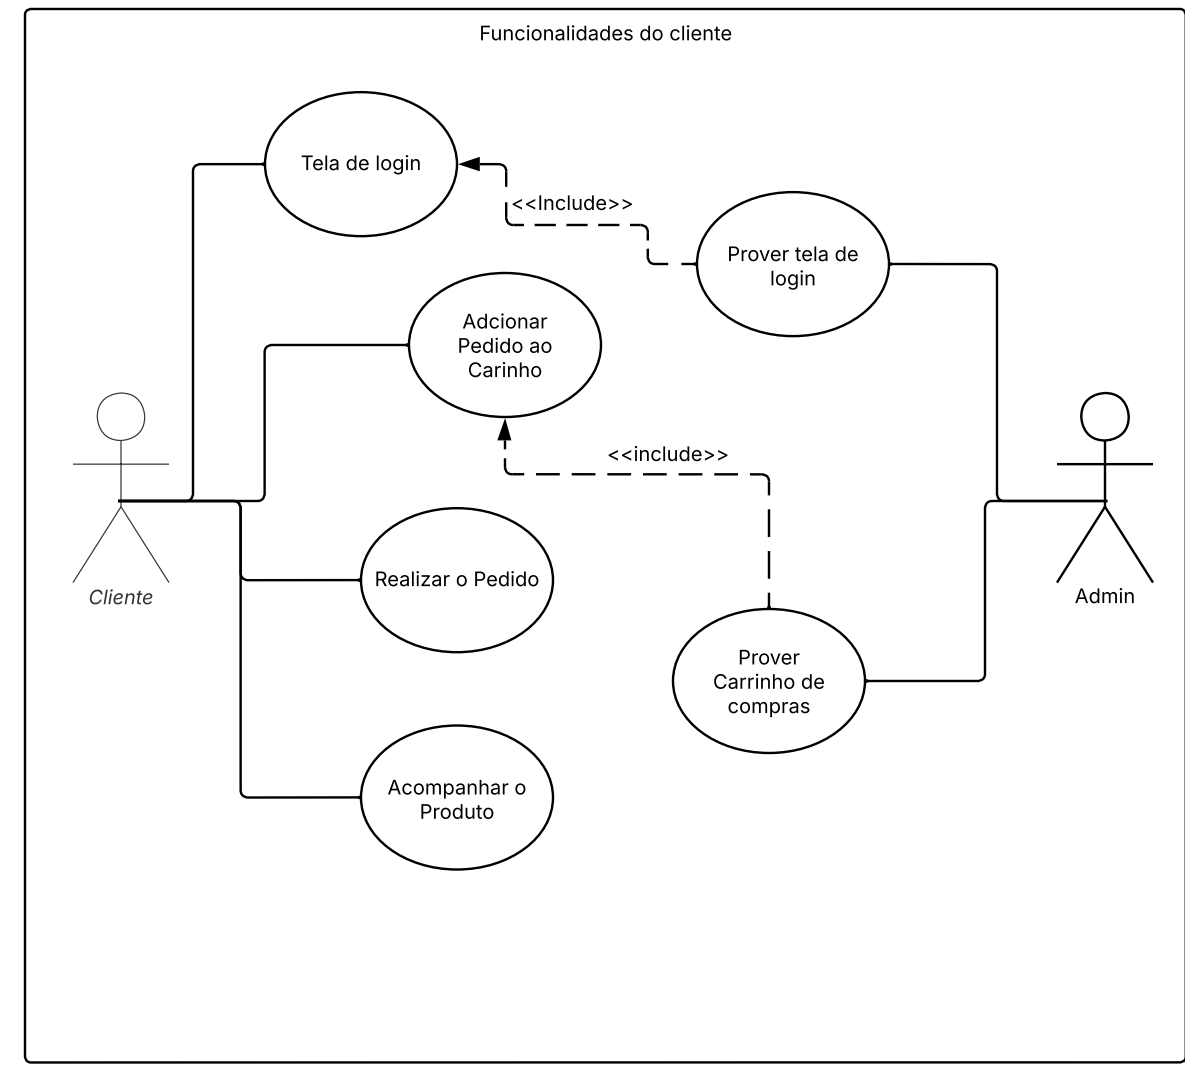 Funcionalidades do cliente
Tela de login
<<Include>>
Prover tela de
login
Adcionar
Pedido ao
Carinho
<<include>>
Cliente
Admin
Realizar o Pedido
Prover
Carrinho de
compras
Acompanhar o
Produto